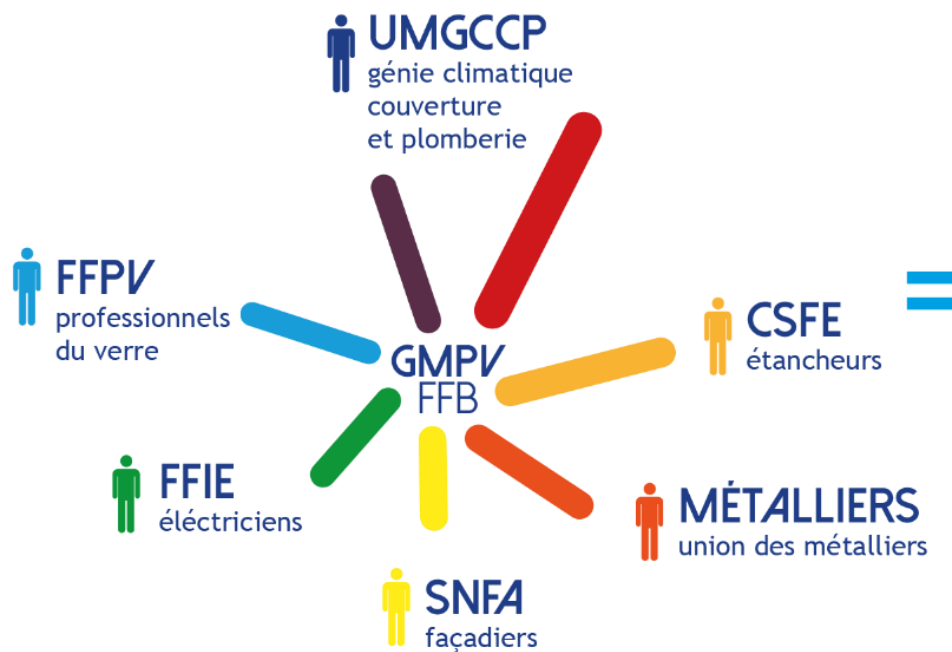 UMGCCP
génie climatique
couverture
et plomberie
FFPV
professionnels
du verre
GMPV
FFB
CSFE
étancheurs
FFIE
éléctriciens
MÉTALLIERS
union des métalliers
SNFA
façadiers